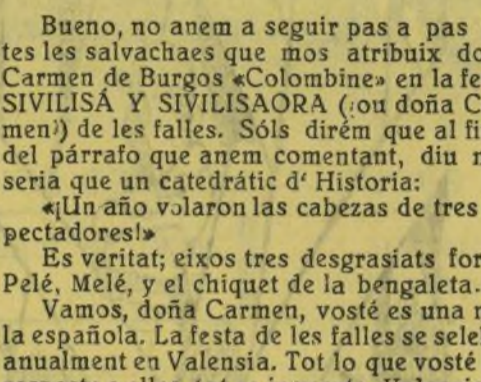 Bueno, no anem a seguir pas a pas
tes les salvachaes que mos atribuix do
Carmen de Burgos «Colombine» en la fe
SIVILISÁ Y SIVILISAORA (¡ou doña C
men?) de les falles. Sóls dirém que al fi
del párrafo que anem comentant, diu m
seria que un catedrátic d‘ Historia:
«¡Un año volaron las cabezas de tres
pectadores!»
Es veritat; eixos tres desgrasiats for
Pelé, Melé, y el chiquet de la bengaleta.
Vamos, doña Carmen, vosté es una m
la española. La festa de les falles se sele
anualment en Valensia. Tot lo que vosté